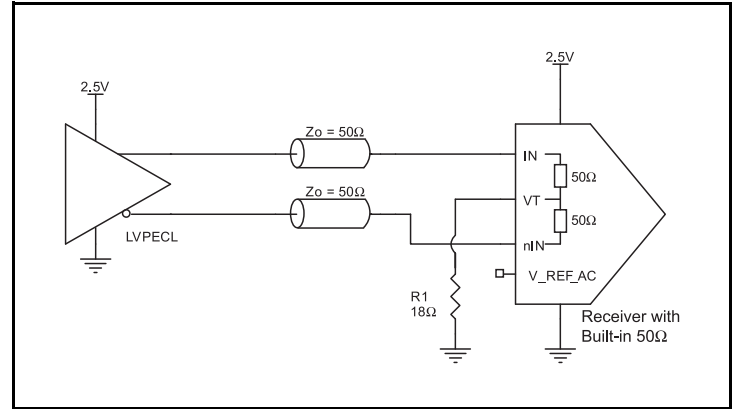 2.5V
2.5V
Zo = 50Ω
IN
50Ω
Zo = 50Ω
VT
50Ω
LVPECL
nIN
V_REF_AC
R1
18Ω
Receiver with
Built-in 50Ω